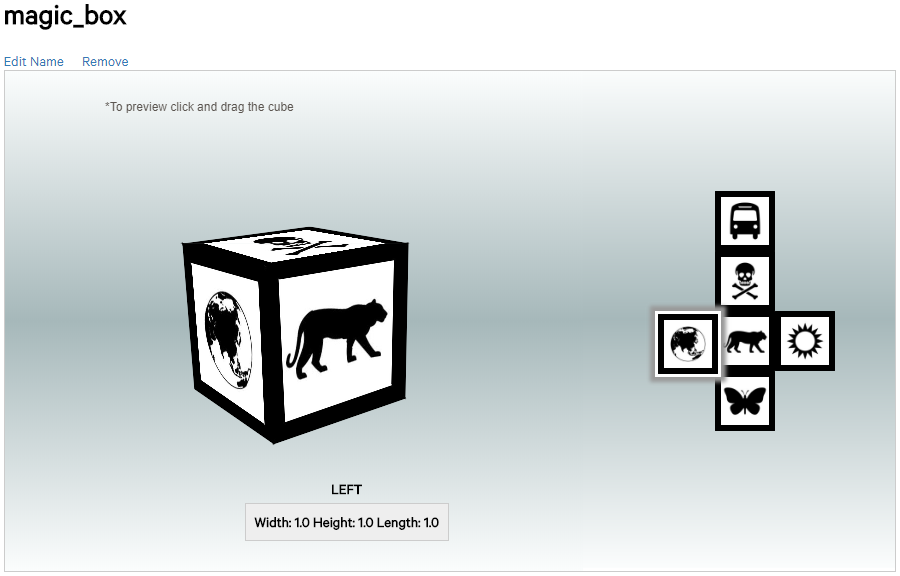 magic_box
Edit Name Remove
*To preview click and drag the cube
LEFT
Width: 1.0 Height: 1.0 Length: 1.0